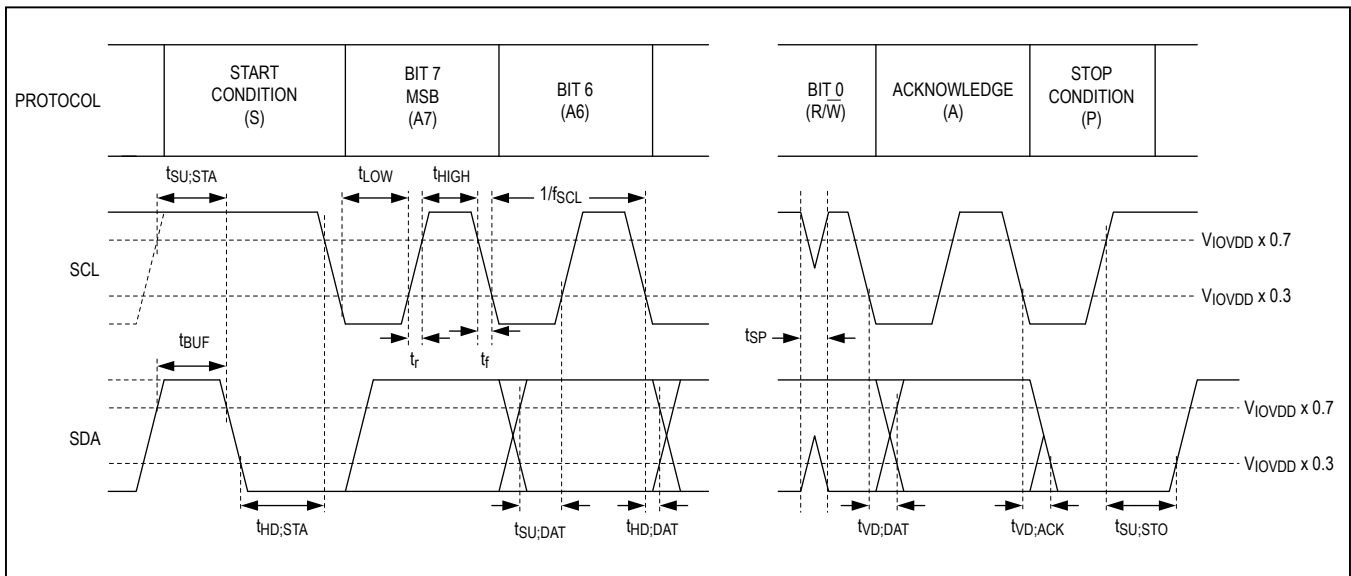 PROTOCOL
START
CONDITION
(S)
BIT 7
MSB
(A7)
BIT 6
(A6)
BIT 0
(R/W̅)
ACKNOWLEDGE
(A)
STOP
CONDITION
(P)
tSU;STA
tLOW
tHIGH
1/fSCL
SCL
VIOVDD x 0.7
VIOVDD x 0.3
tBUF
tr
tf
tSP
SDA
VIOVDD x 0.7
VIOVDD x 0.3
tHD;STA
tSU;DAT
tHD;DAT
tVD;DAT
tVD;ACK
tSU;STO